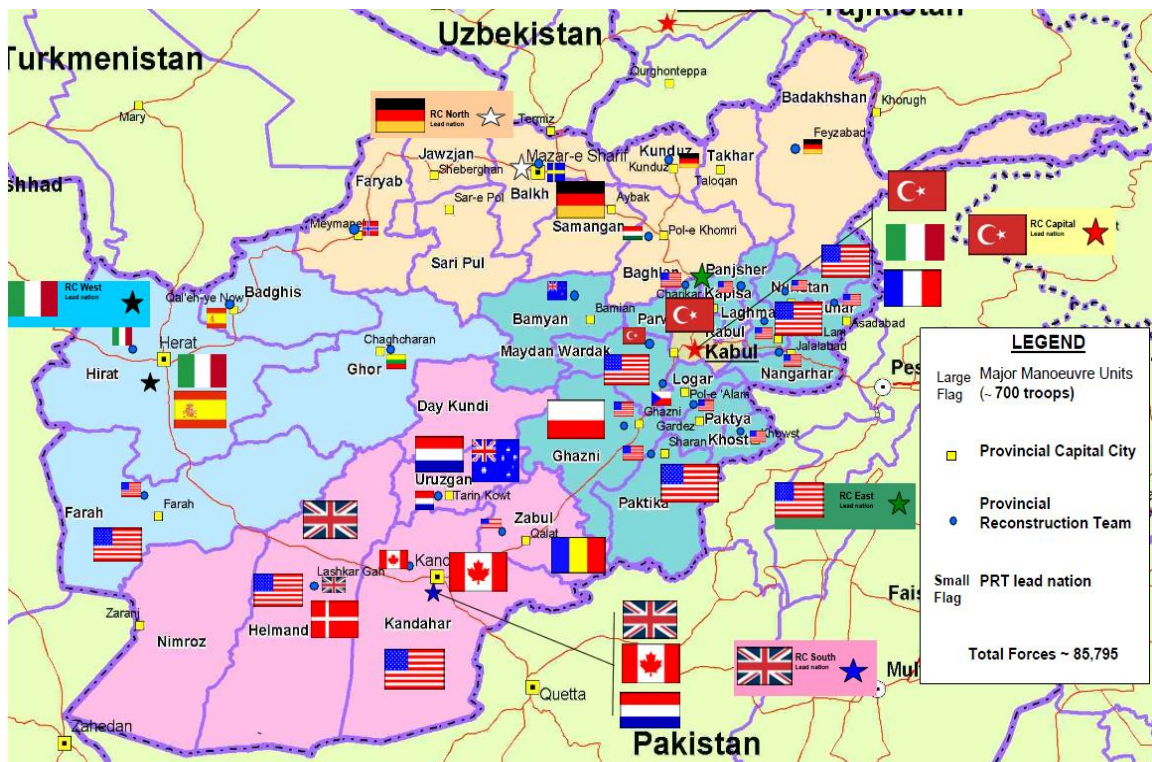 Uzbekistan
Turkmenistan
Qurghonteppa
Badakhshan
Khorugh
Mary
RC North
Lead nation
Termiz
Feyzabad
Jawzjan
Mazar-e Sharif
Kunduz
Takhar
shhad
Sheberghan
Kunduz
Taloqan
Faryab
Balkh
Sar-e Pol
Aybak
Meymaneh
Samangan
Pol-e Khomri
RC Capital
Lead nation
Sari Pul
Baghlan
Panjsher
RC West
Lead nation
Badghis
Qal'eh-ye Now
Charikar
Kapisa
Bamyan
Bamian
Laghma
Asadabad
Herat
Chaghcharan
Kabul
Maydan Wardak
Jalalabad
Hirat
Ghor
Nangarhar
Logar
Day Kundi
Pol-e 'Alam
Ghazni
Paktya
Gardez
Ghazni
Sharan
Khost
Khowst
Uruzgan
Tarin Kowt
Farah
Farah
Zabul
Paktika
Qalat
RC East
Lead nation
Lashkar Gah
Zaranj
Helmand
Kandahar
Nimroz
RC South
Lead nation
Quetta
Zahedan
Pakistan
LEGEND
Large Flag
Major Manoeuvre Units
(~ 700 troops)
Provincial Capital City
Provincial
Reconstruction Team
Small Flag
PRT lead nation
Total Forces ~ 85,795
Pes
Fais
Mul